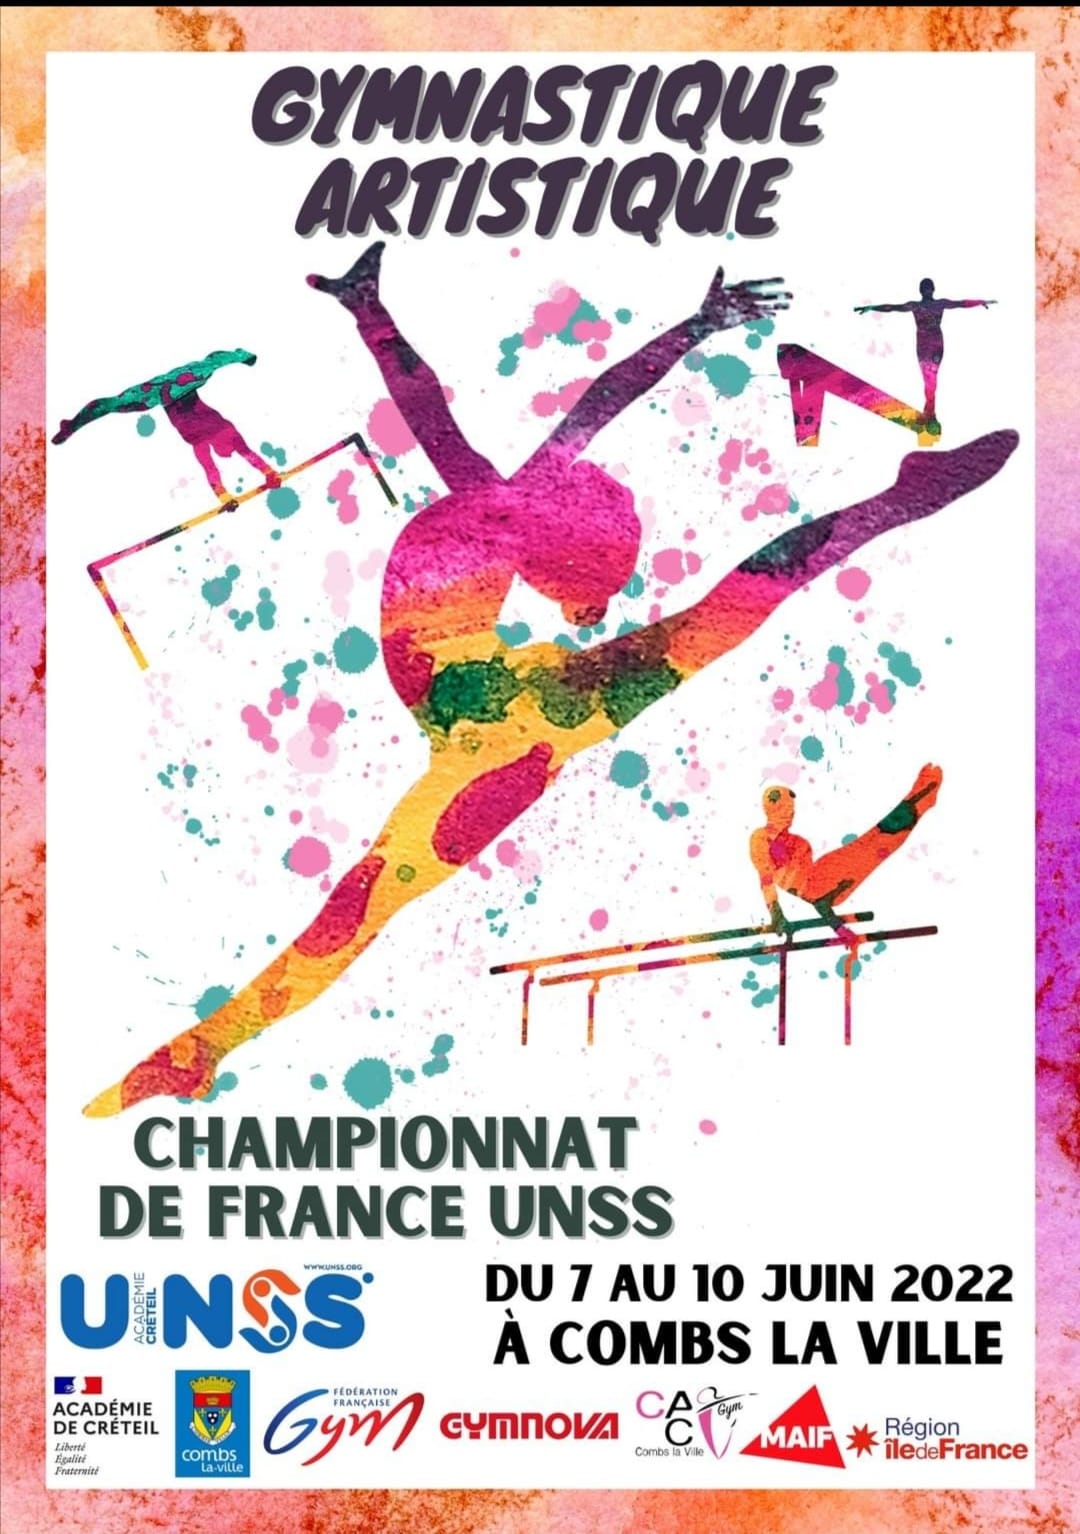 GYMNASTIQUE
ARTISTIQUE
CHAMPIONNAT
DE FRANCE UNSS
WWW.UNSS.ORG
UNSS
ACADÉMIE
CRÉTEIL
DU 7 AU 10 JUIN 2022
À COMBS LA VILLE
ACADÉMIE
DE CRÉTEIL
Liberté
Égalité
Fraternité
combs
la-ville
FÉDÉRATION
FRANÇAISE
Gym
GYMNOVA
CA
C
Gym
Combs la Ville
MAIF
Région
îledeFrance